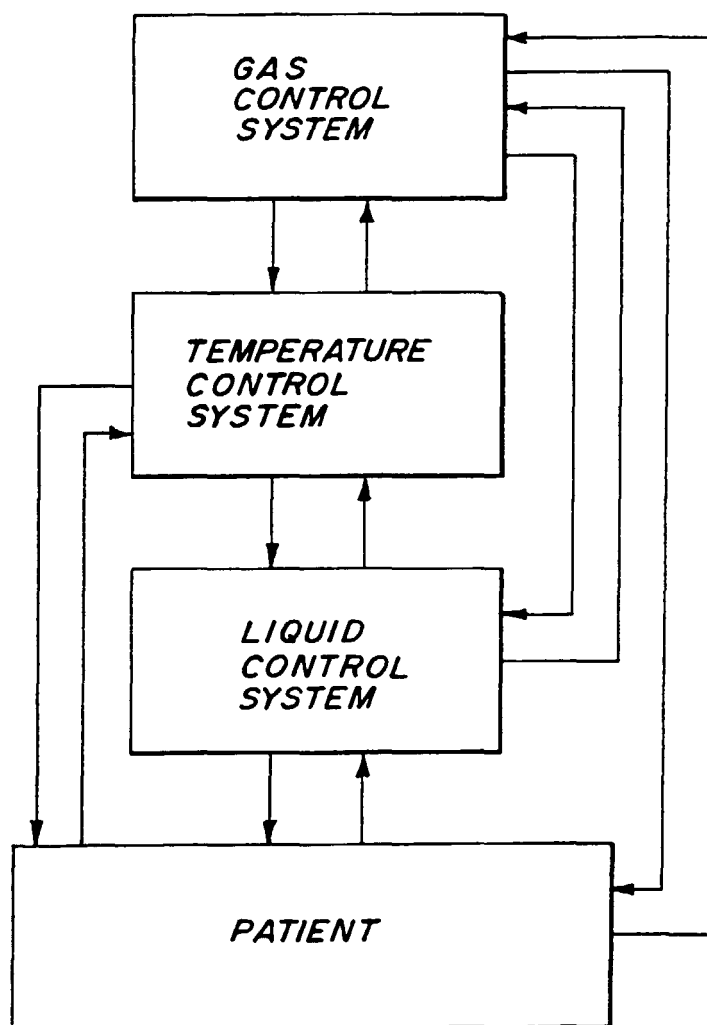 GAS
CONTROL
SYSTEM
TEMPERATURE
CONTROL
SYSTEM
LIQUID
CONTROL
SYSTEM
PATIENT